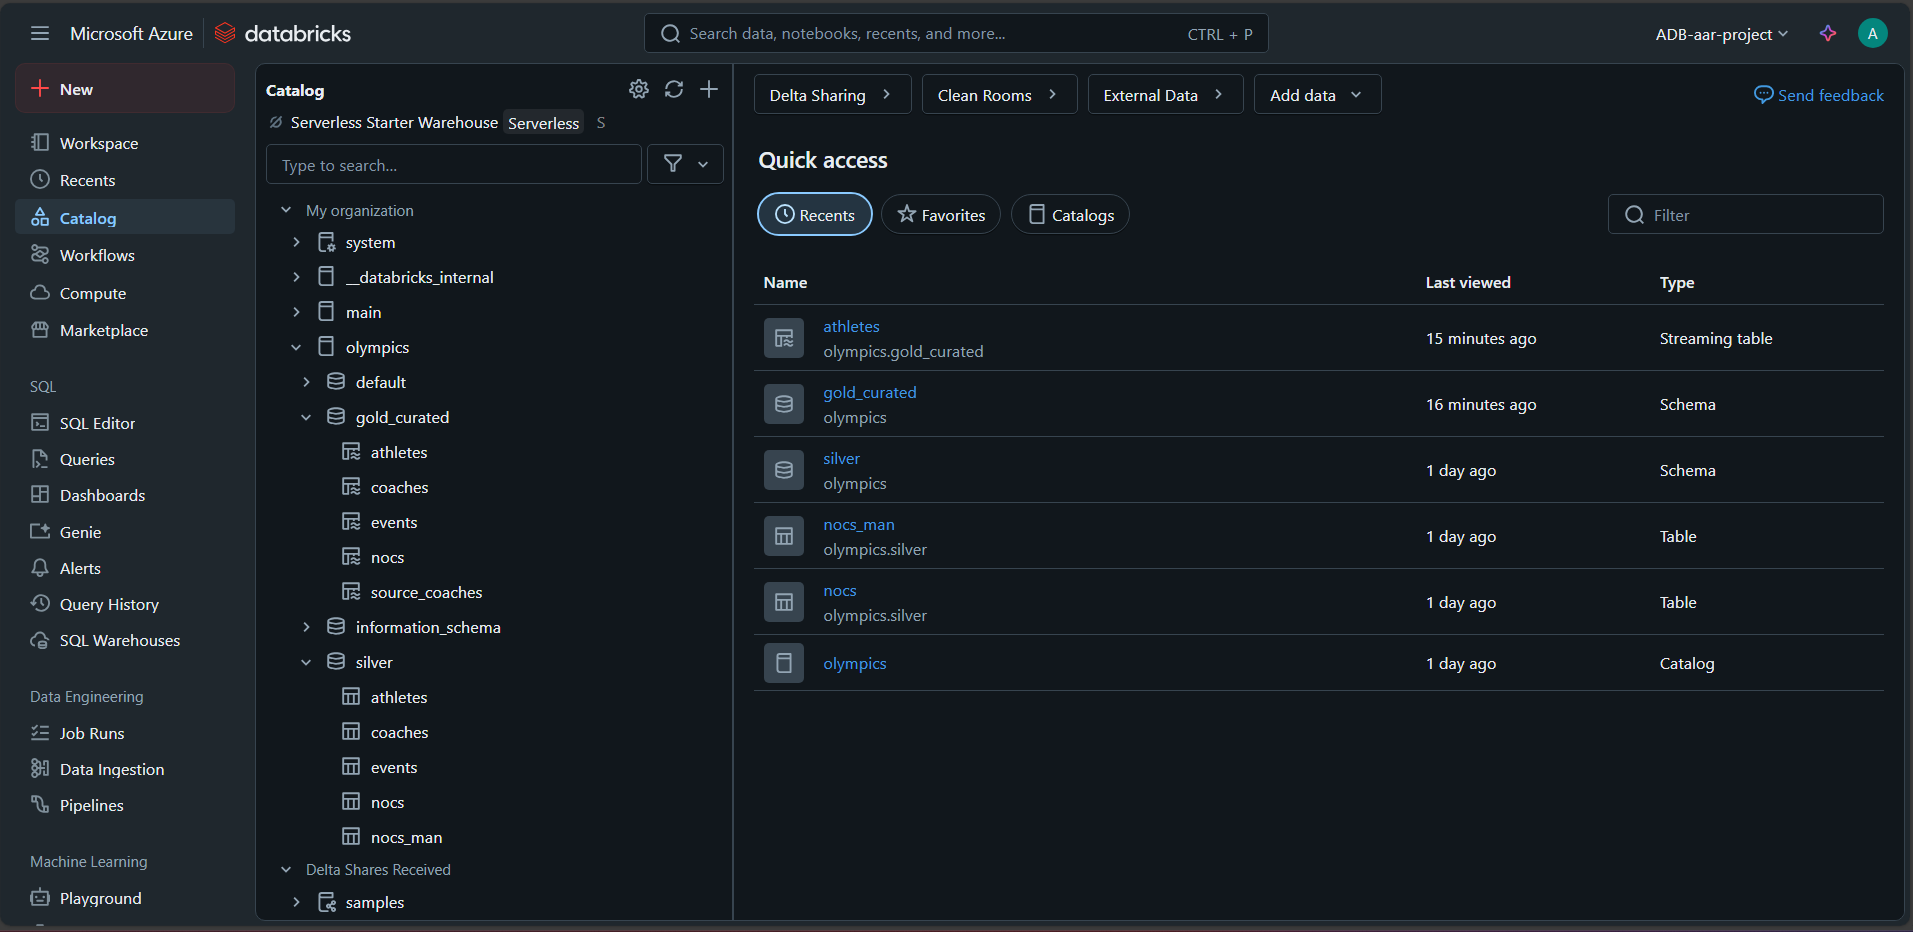 Microsoft Azure databricks
Search data, notebooks, recents, and more... CTRL + P
ADB-aar-project
A
New
Workspace
Recents
Catalog
Workflows
Compute
Marketplace
SQL
SQL Editor
Queries
Dashboards
Genie
Alerts
Query History
SQL Warehouses
Data Engineering
Job Runs
Data Ingestion
Pipelines
Machine Learning
Playground
Catalog
Serverless Starter Warehouse Serverless S
Type to search...
My organization
system
__databricks_internal
main
olympics
default
gold_curated
athletes
coaches
events
nocs
source_coaches
information_schema
silver
athletes
coaches
events
nocs
nocs_man
Delta Shares Received
samples
Delta Sharing
Clean Rooms
External Data
Add data
Send feedback
Quick access
Recents
Favorites
Catalogs
Filter
Name Last viewed Type
athletes
olympics.gold_curated
15 minutes ago Streaming table
gold_curated
olympics
16 minutes ago Schema
silver
olympics
1 day ago Schema
nocs_man
olympics.silver
1 day ago Table
nocs
olympics.silver
1 day ago Table
olympics 1 day ago Catalog